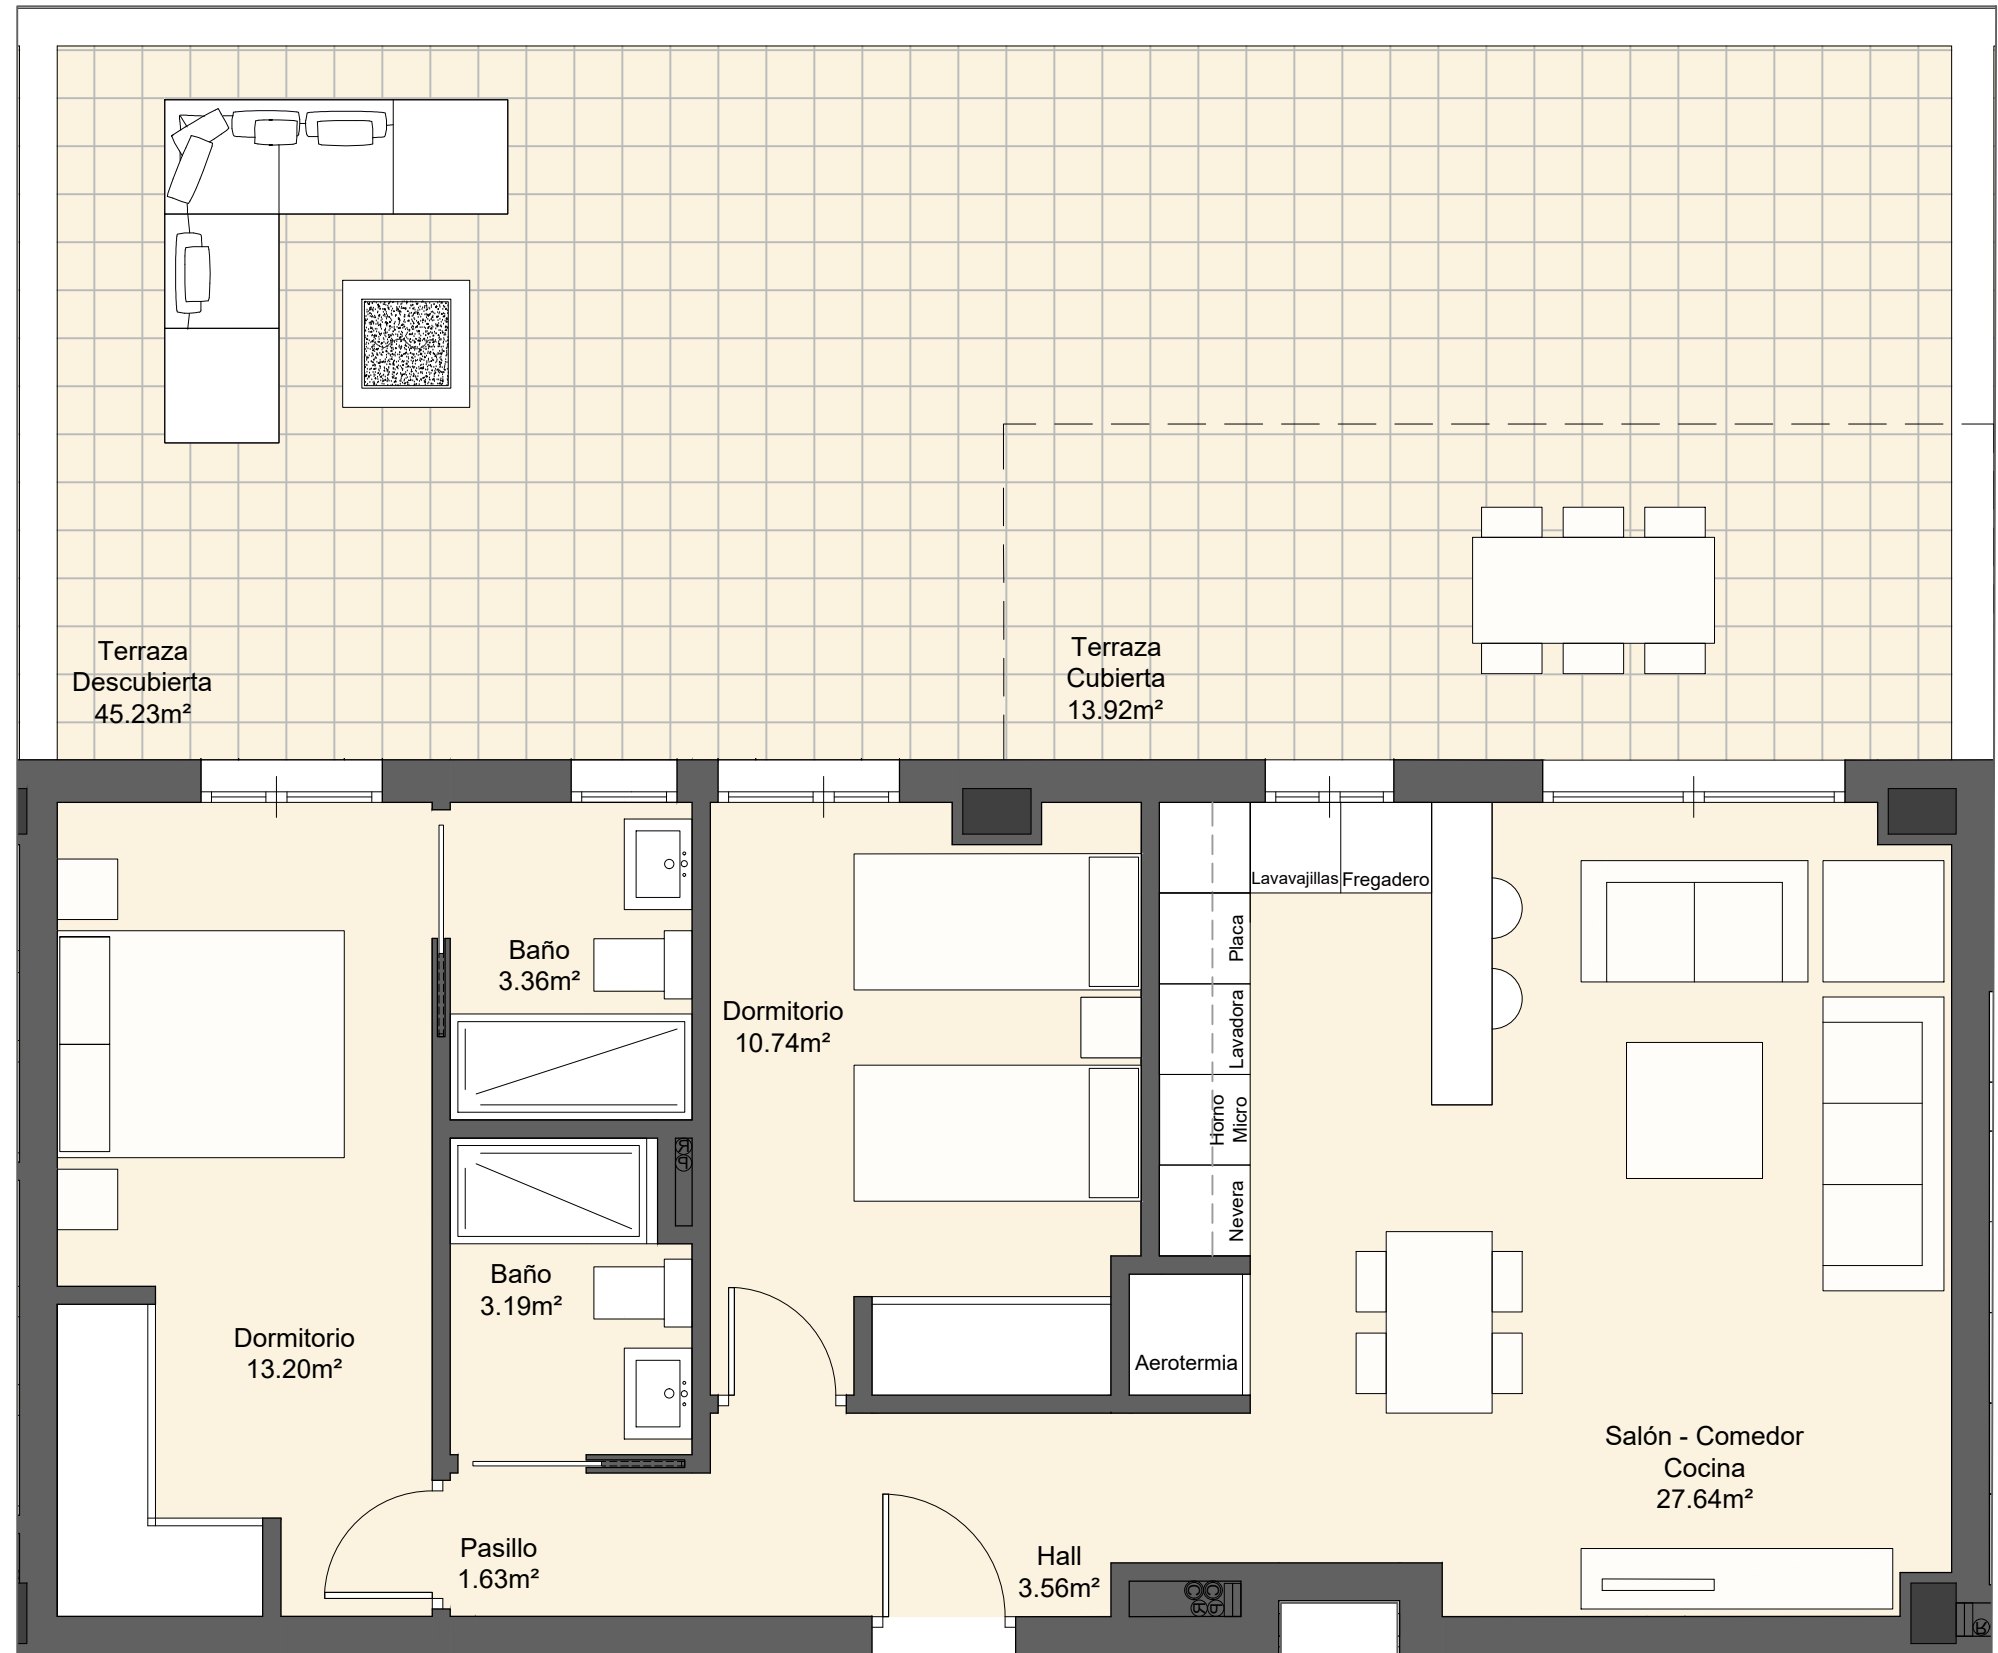 Terraza
Descubierta
45.23m²
Terraza
Cubierta
13.92m²
Lavavajillas
Fregadero
Placa
Lavadora
Horno
Micro
Nevera
Aerotermia
Baño
3.36m²
Dormitorio
10.74m²
Baño
3.19m²
Dormitorio
13.20m²
Salón - Comedor
Cocina
27.64m²
Pasillo
1.63m²
Hall
3.56m²